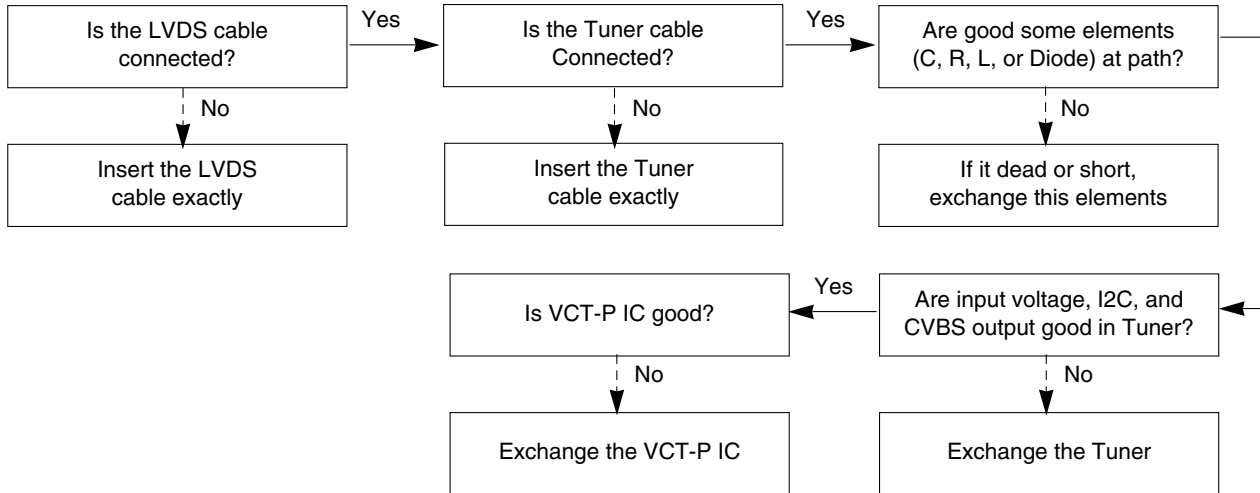 Is the LVDS cable
connected?
Yes
Is the Tuner cable
Connected?
Yes
Are good some elements
(C, R, L, or Diode) at path?
No
No
No
Insert the LVDS
cable exactly
Insert the Tuner
cable exactly
If it dead or short,
exchange this elements
Is VCT-P IC good?
Yes
Are input voltage, I2C, and
CVBS output good in Tuner?
No
No
Exchange the VCT-P IC
Exchange the Tuner